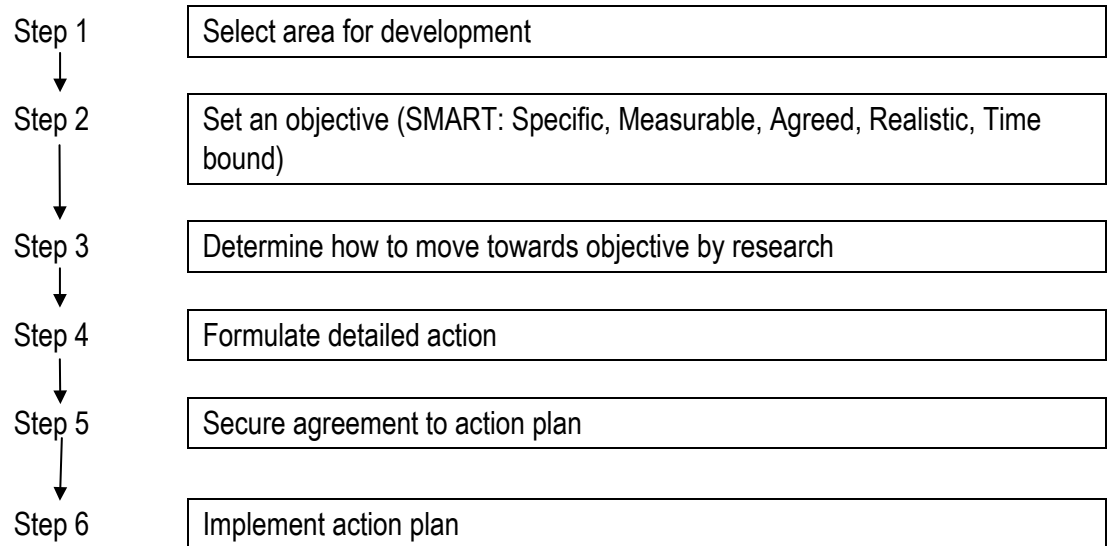 Step 1 Select area for development
Step 2 Set an objective (SMART: Specific, Measurable, Agreed, Realistic, Time
bound)
Step 3 Determine how to move towards objective by research
Step 4 Formulate detailed action
Step 5 Secure agreement to action plan
Step 6 Implement action plan